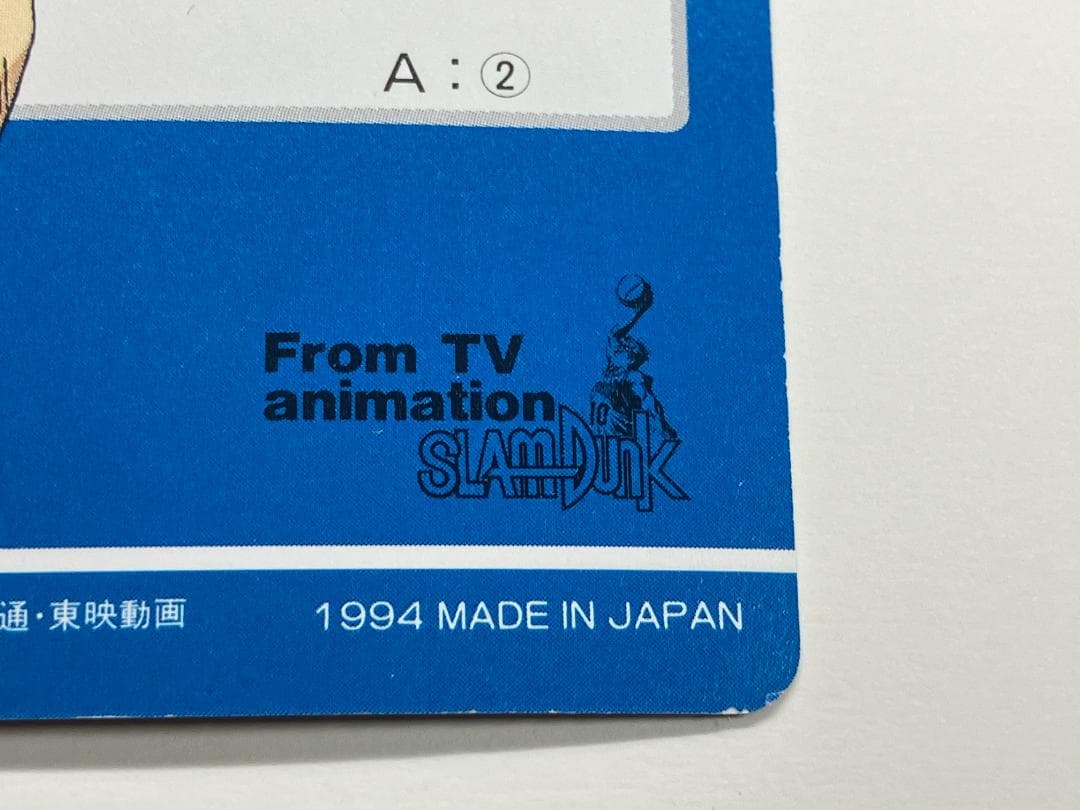 A:②
From TV
animation
10
SLAM DUNK
通・東映動画
1994 MADE IN JAPAN